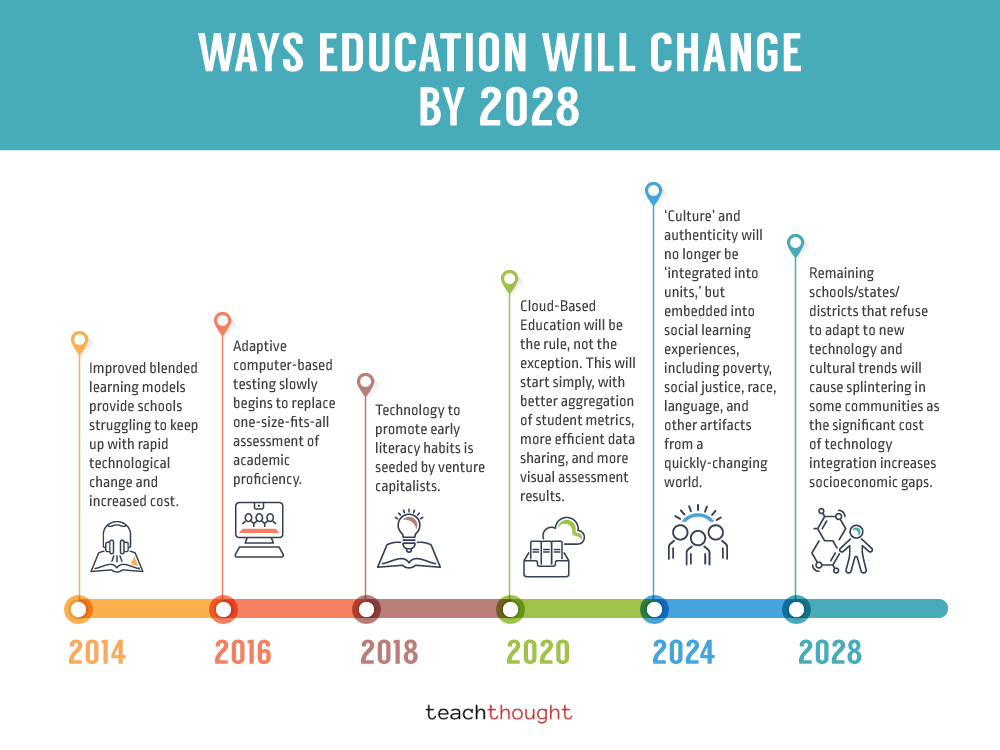 WAYS EDUCATION WILL CHANGE
BY 2028
Improved blended
learning models
provide schools
struggling to keep
up with rapid
technological
change and
increased cost.
2014
Adaptive
computer-based
testing slowly
begins to replace
one-size-fits-all
assessment of
academic
proficiency.
2016
Technology to
promote early
literacy habits is
seeded by venture
capitalists.
2018
Cloud-Based
Education will be
the rule, not the
exception. This will
start simply, with
better aggregation
of student metrics,
more efficient data
sharing, and more
visual assessment
results.
2020
‘Culture’ and
authenticity will
no longer be
‘integrated into
units,’ but
embedded into
social learning
experiences,
including poverty,
social justice, race,
language, and
other artifacts
from a
quickly-changing
world.
2024
Remaining
schools/states/
districts that refuse
to adapt to new
technology and
cultural trends will
cause splintering in
some communities as
the significant cost
of technology
integration increases
socioeconomic gaps.
2028
teachthought